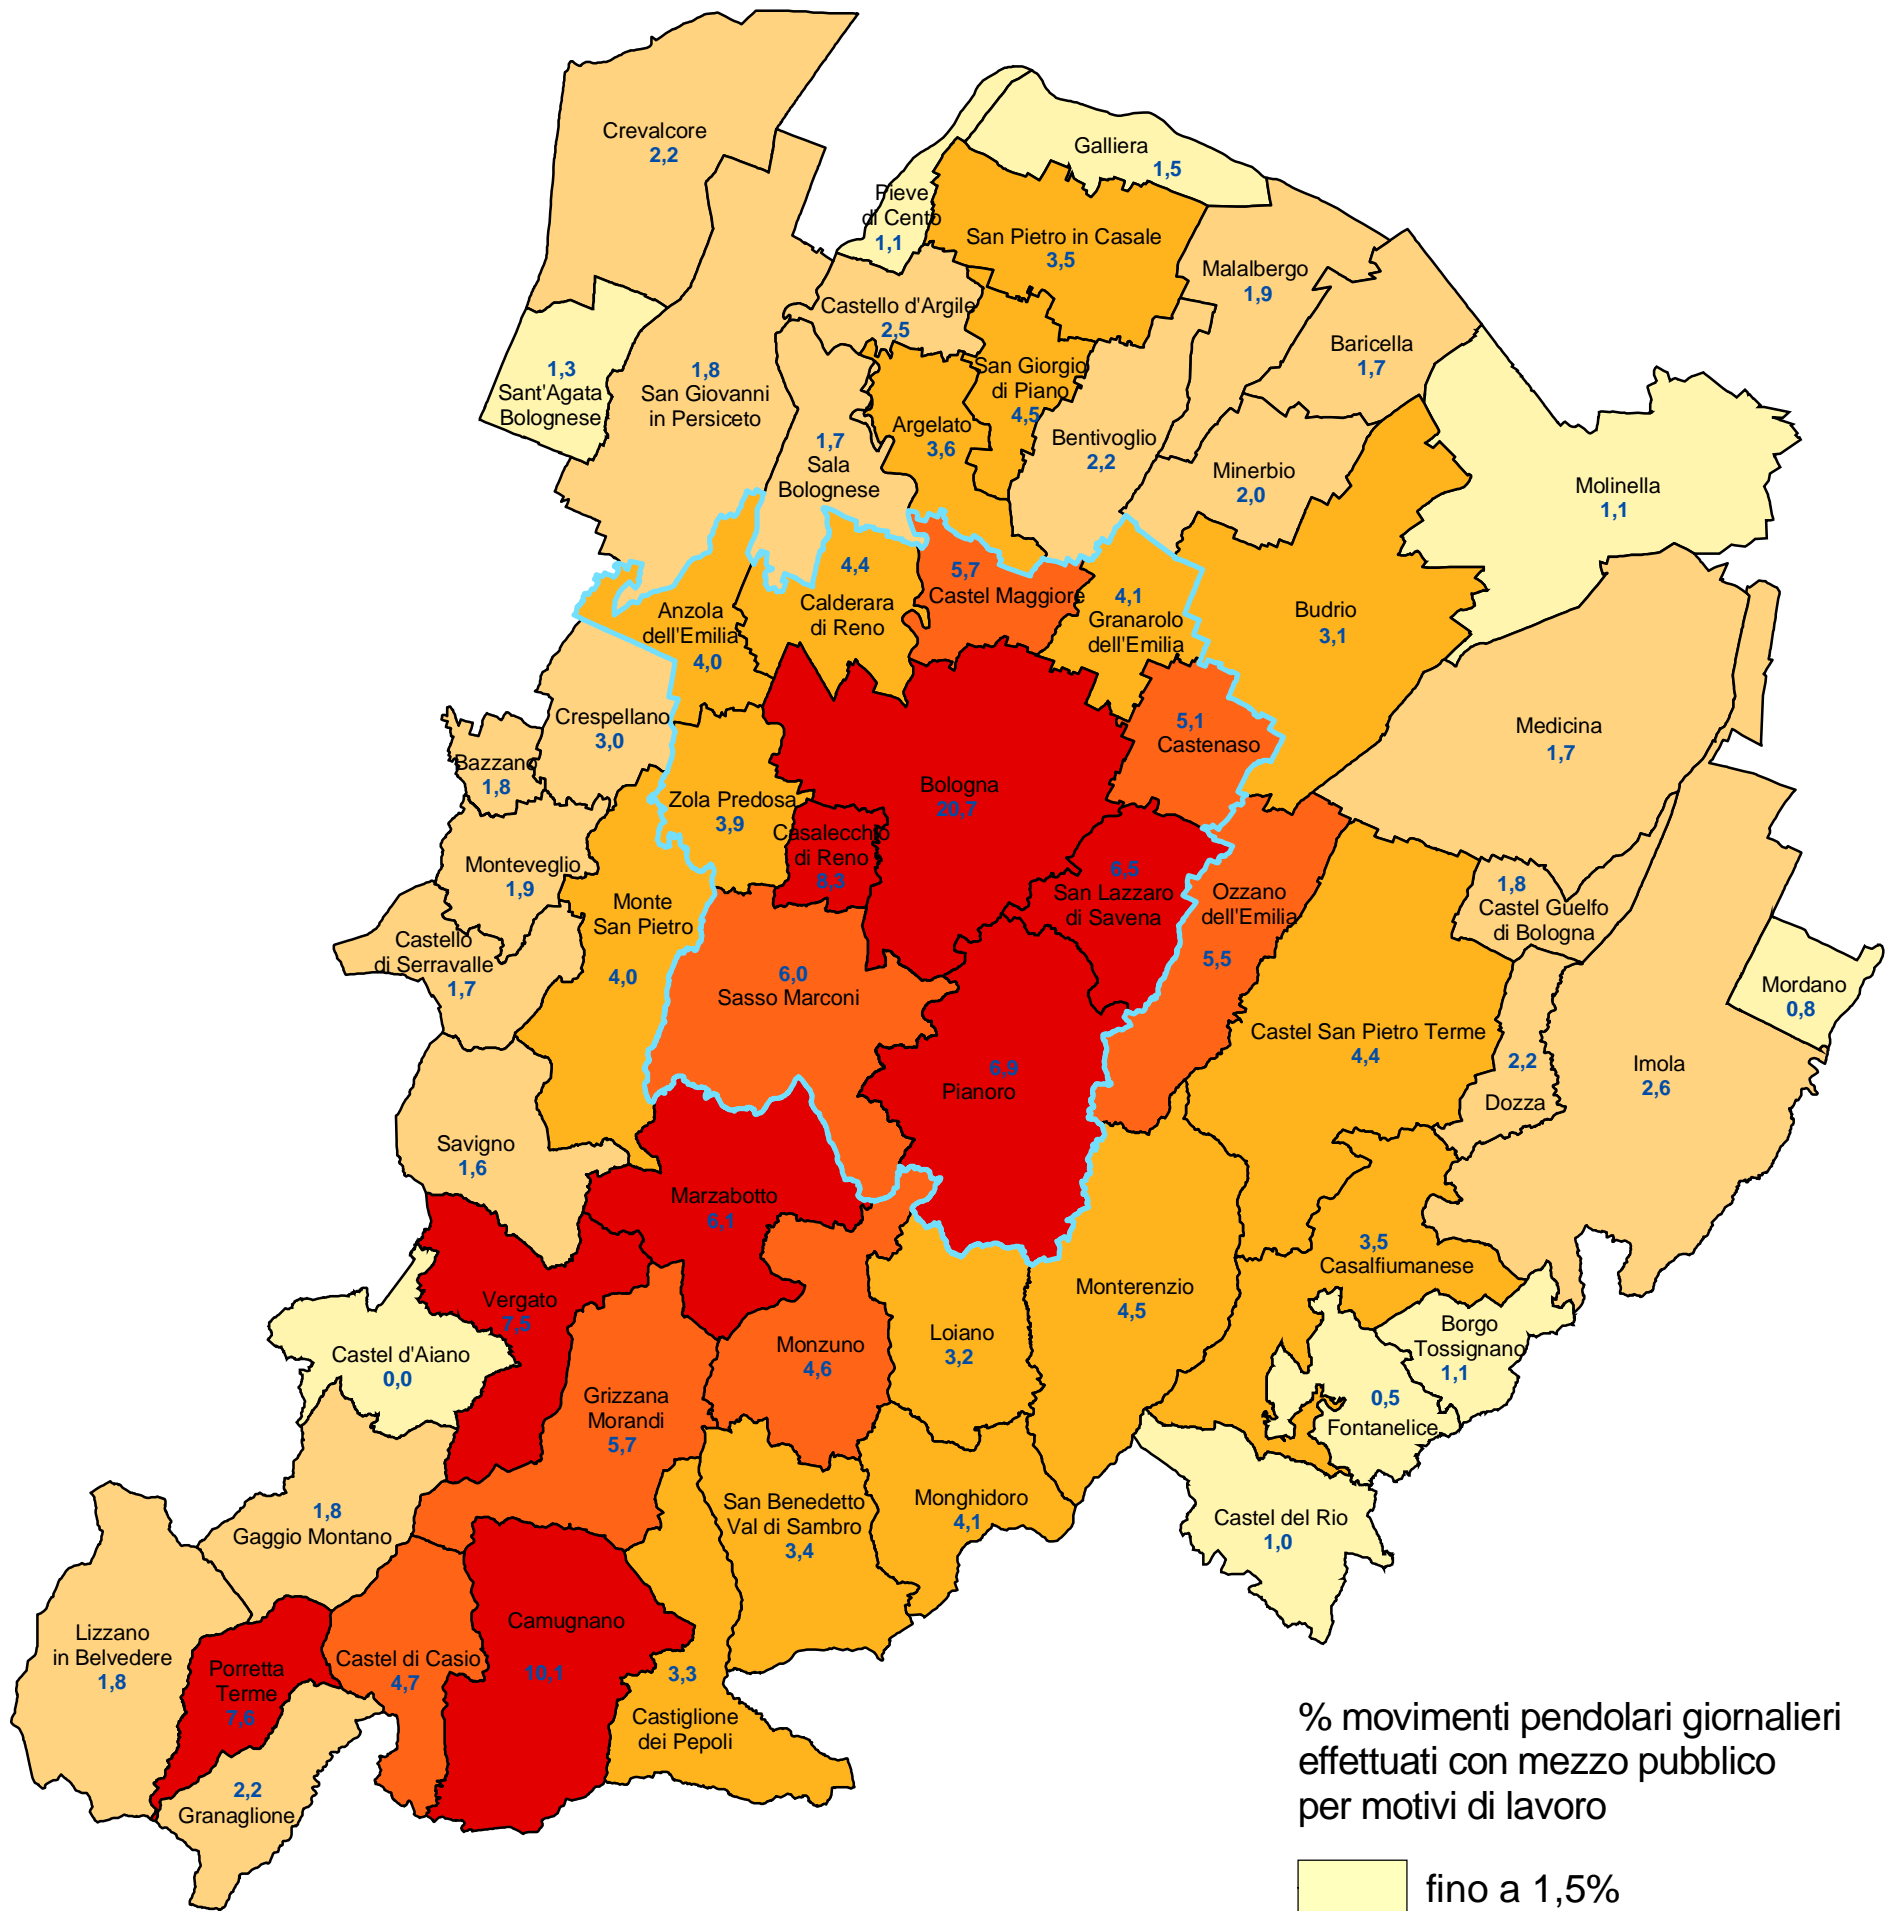 Crevalcore
2,2
Galliera
1,5
Pieve
di Cento
1,1
San Pietro in Casale
3,5
Malalbergo
1,9
Castello d'Argile
2,5
Baricella
1,7
1,3
Sant'Agata
Bolognese
1,8
San Giovanni
in Persiceto
San Giorgio
di Piano
4,5
Argelato
3,6
1,7
Sala
Bolognese
Bentivoglio
2,2
Minerbio
2,0
Molinella
1,1
4,4
Calderara
di Reno
5,7
Castel Maggiore
4,1
Granarolo
dell'Emilia
Anzola
dell'Emilia
4,0
Budrio
3,1
Crespellano
3,0
5,1
Castenaso
Medicina
1,7
Bazzano
1,8
Zola Predosa
3,9
Bologna
20,7
Casalecchio
di Reno
8,3
Monteveglio
1,9
6,5
San Lazzaro
di Savena
Ozzano
dell'Emilia
5,5
1,8
Castel Guelfo
di Bologna
Monte
San Pietro
4,0
Castello
di Serravalle
1,7
6,0
Sasso Marconi
Mordano
0,8
Castel San Pietro Terme
4,4
2,2
Dozza
Imola
2,6
6,9
Pianoro
Savigno
1,6
Marzabotto
6,1
3,5
Casalfiumanese
Monterenzio
4,5
Vergato
7,5
Borgo
Tossignano
1,1
Loiano
3,2
Monzuno
4,6
Castel d'Aiano
0,0
Grizzana
Morandi
5,7
0,5
Fontanelice
San Benedetto
Val di Sambro
3,4
Monghidoro
4,1
1,8
Gaggio Montano
Castel del Rio
1,0
Camugnano
10,1
Lizzano
in Belvedere
1,8
Porretta
Terme
7,6
Castel di Casio
4,7
3,3
Castiglione
dei Pepoli
2,2
Granaglione
% movimenti pendolari giornalieri
effettuati con mezzo pubblico
per motivi di lavoro
fino a 1,5%